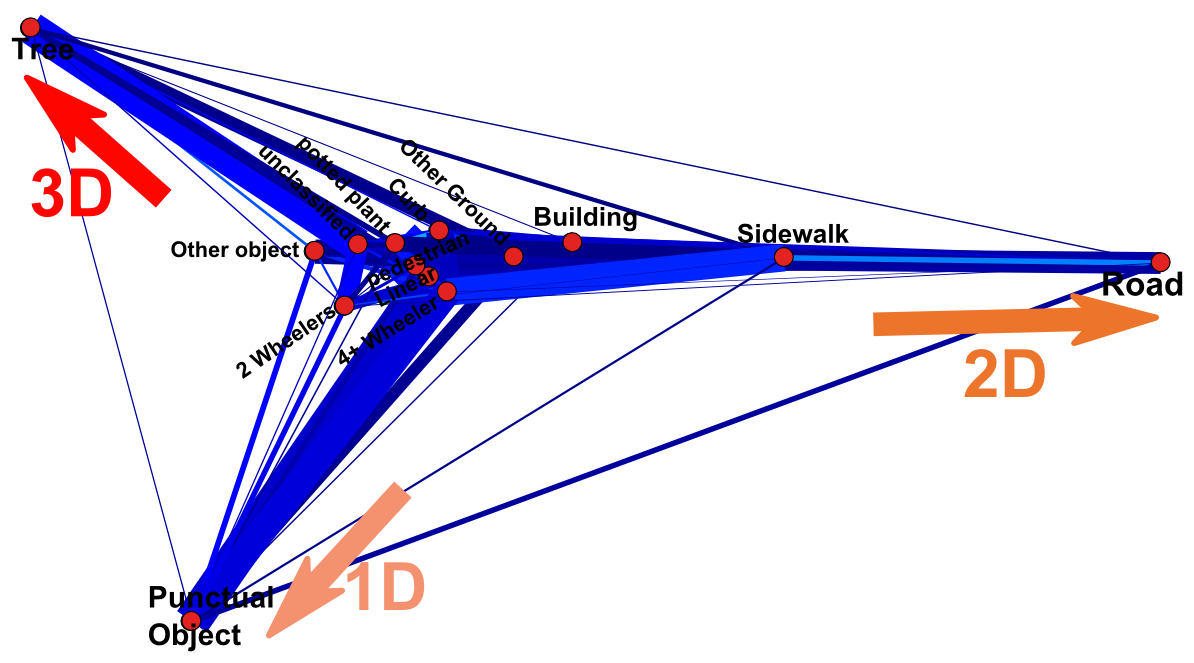 Tree
3D
unclassified
potted plant
Curb
Other Ground
Building
Sidewalk
Other object
pedestrian
Linear
Road
2 Wheelers
4+ Wheeler
2D
1D
Punctual
Object